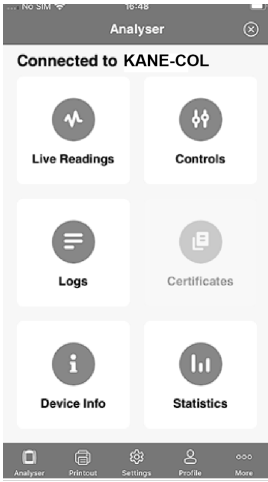 No SIM 16:48
Analyser
Connected to KANE-COL
Live Readings Controls
Logs Certificates
Device Info Statistics
Analyser Printout Settings Profile More